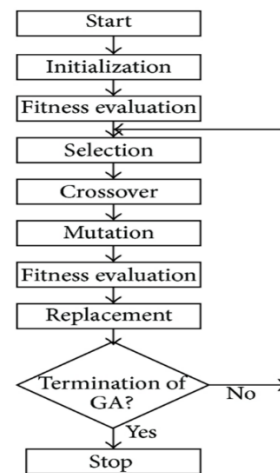 Start
Initialization
Fitness evaluation
Selection
Crossover
Mutation
Fitness evaluation
Replacement
Termination of
GA?
No
Yes
Stop